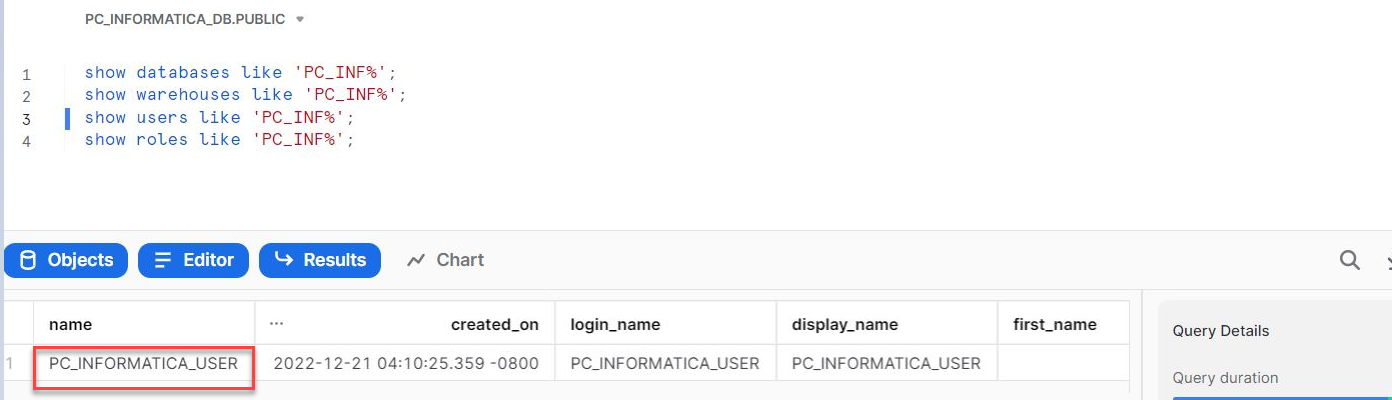 PC_INFORMATICA_DB.PUBLIC
1 show databases like 'PC_INF%';
2 show warehouses like 'PC_INF%';
3 show users like 'PC_INF%';
4 show roles like 'PC_INF%';
Objects Editor Results Chart
name ... created_on login_name display_name first_name
1 PC_INFORMATICA_USER 2022-12-21 04:10:25.359 -0800 PC_INFORMATICA_USER PC_INFORMATICA_USER
Query Details
Query duration